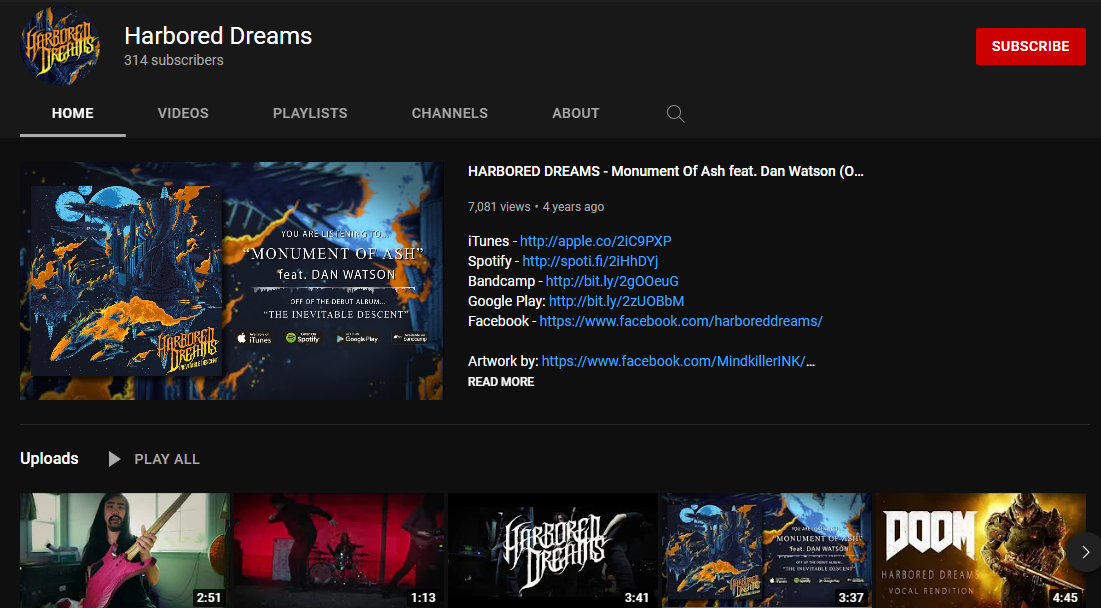 HARBORED
DREAMS
Harbored Dreams
314 subscribers
SUBSCRIBE
HOME VIDEOS PLAYLISTS CHANNELS ABOUT
YOU ARE LISTENING TO...
"MONUMENT OF ASH"
feat. DAN WATSON
OFF OF THE DEBUT ALBUM...
"THE INEVITABLE DESCENT"
iTunes Spotify Google Play bandcamp
HARBORED
DREAMS
INEVITABLE DESCENT
HARBORED DREAMS - Monument Of Ash feat. Dan Watson (O...
7,081 views • 4 years ago
iTunes - http://apple.co/2iC9PXP
Spotify - http://spoti.fi/2iHhDYj
Bandcamp - http://bit.ly/2gOOeuG
Google Play: http://bit.ly/2zUOBbM
Facebook - https://www.facebook.com/harboreddreams/
Artwork by: https://www.facebook.com/MindkillerINK/...
READ MORE
Uploads PLAY ALL
2:51
1:13
HARBORED
DREAMS
3:41
YOU ARE LISTENING TO...
"MONUMENT OF ASH"
feat. DAN WATSON
OFF OF THE DEBUT ALBUM...
"THE INEVITABLE DESCENT"
HARBORED
DREAMS
3:37
DOOM
HARBORED DREAMS
VOCAL RENDITION
4:45